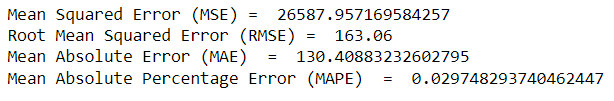 Mean Squared Error (MSE) =  26587.957169584257
Root Mean Squared Error (RMSE) =  163.06
Mean Absolute Error (MAE)  =  130.40883232602795
Mean Absolute Percentage Error (MAPE)  =  0.029748293740462447